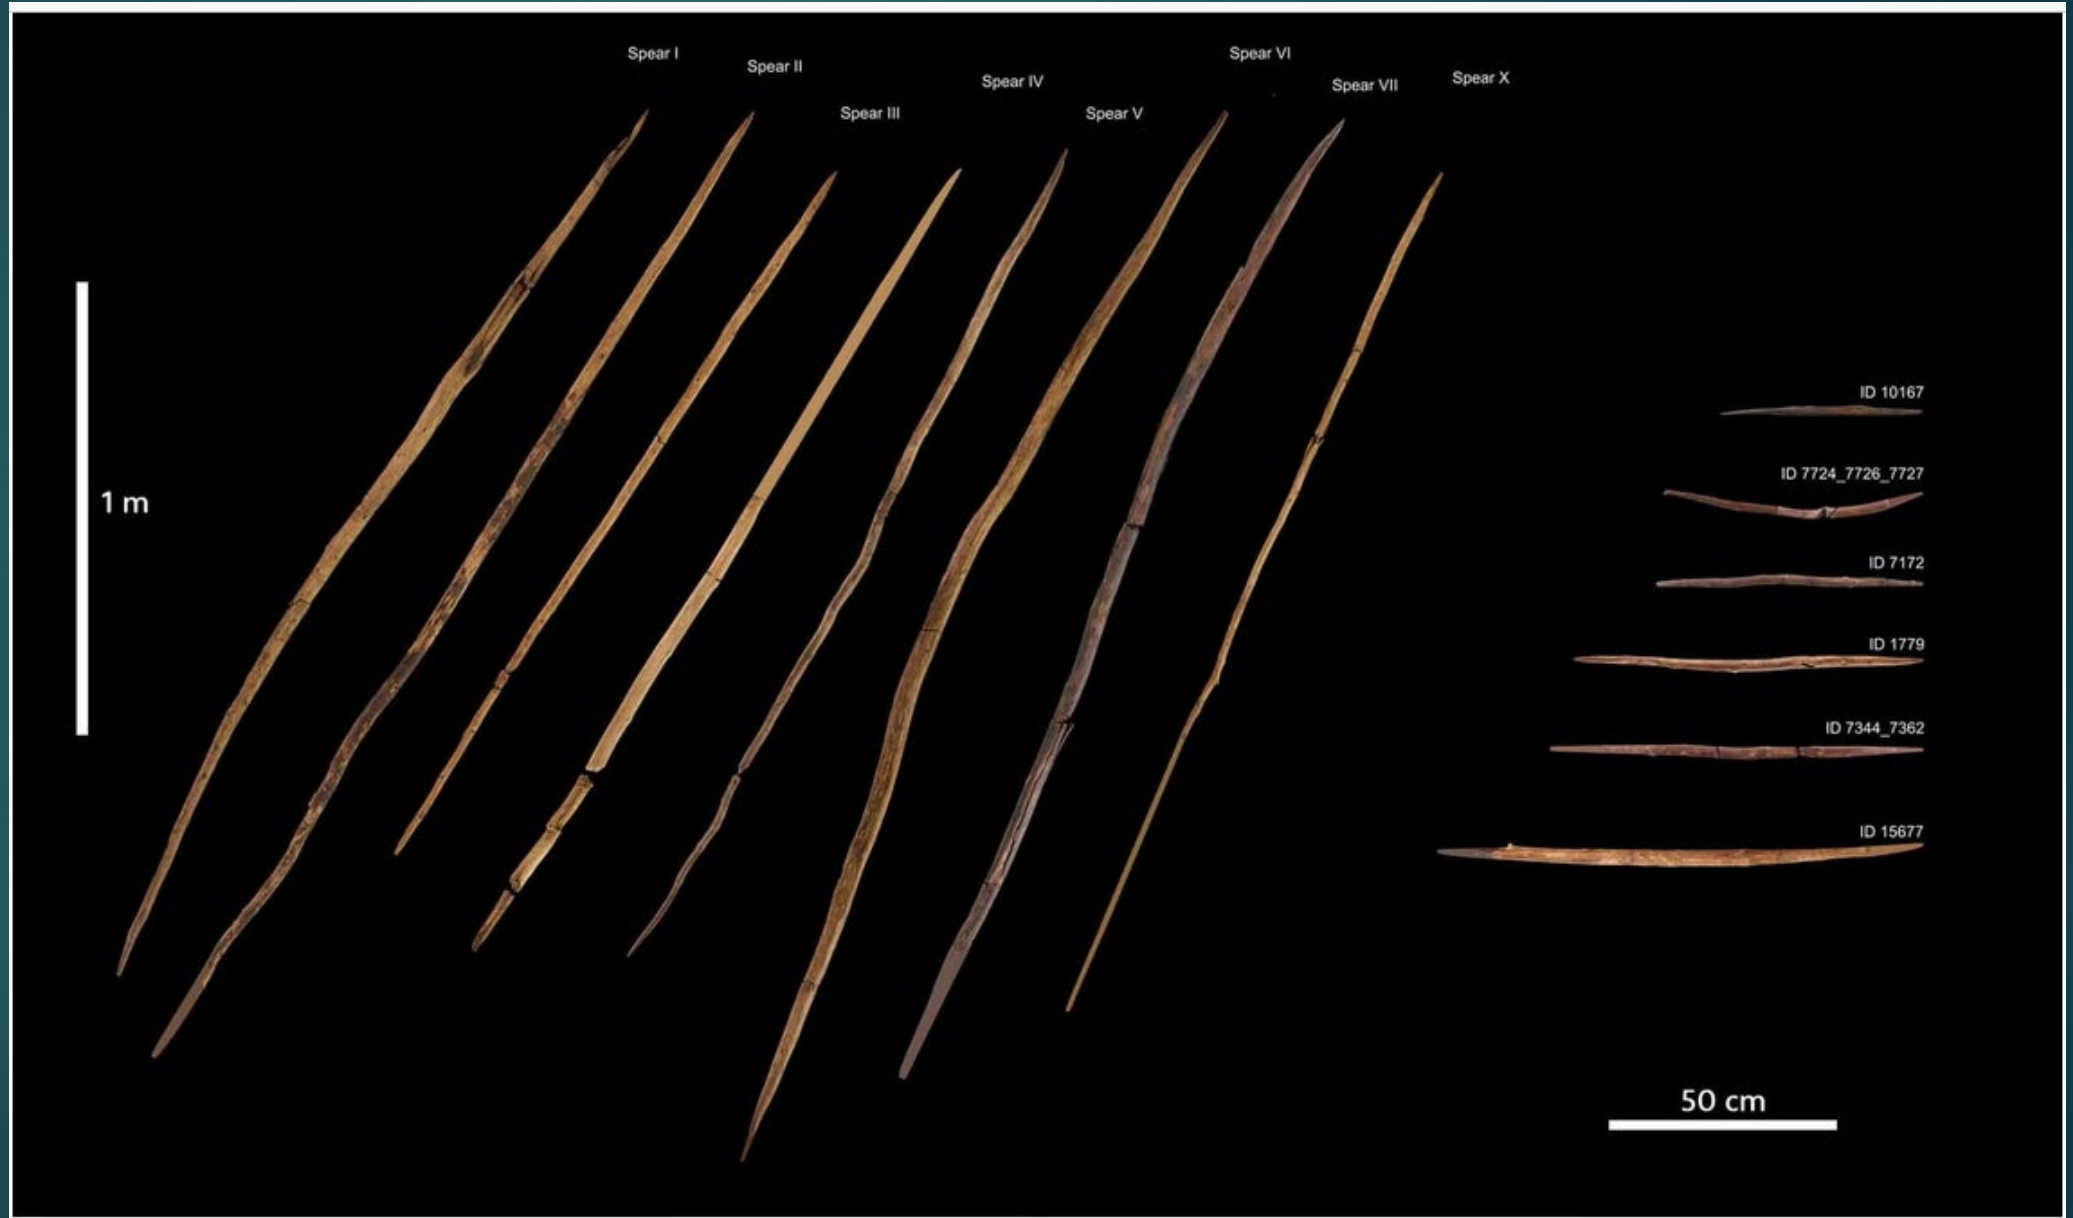 Spear I
Spear II
Spear III
Spear IV
Spear V
Spear VI
Spear VII
Spear X
1 m
ID 10167
ID 7724_7726_7727
ID 7172
ID 1779
ID 7344_7362
ID 15677
50 cm